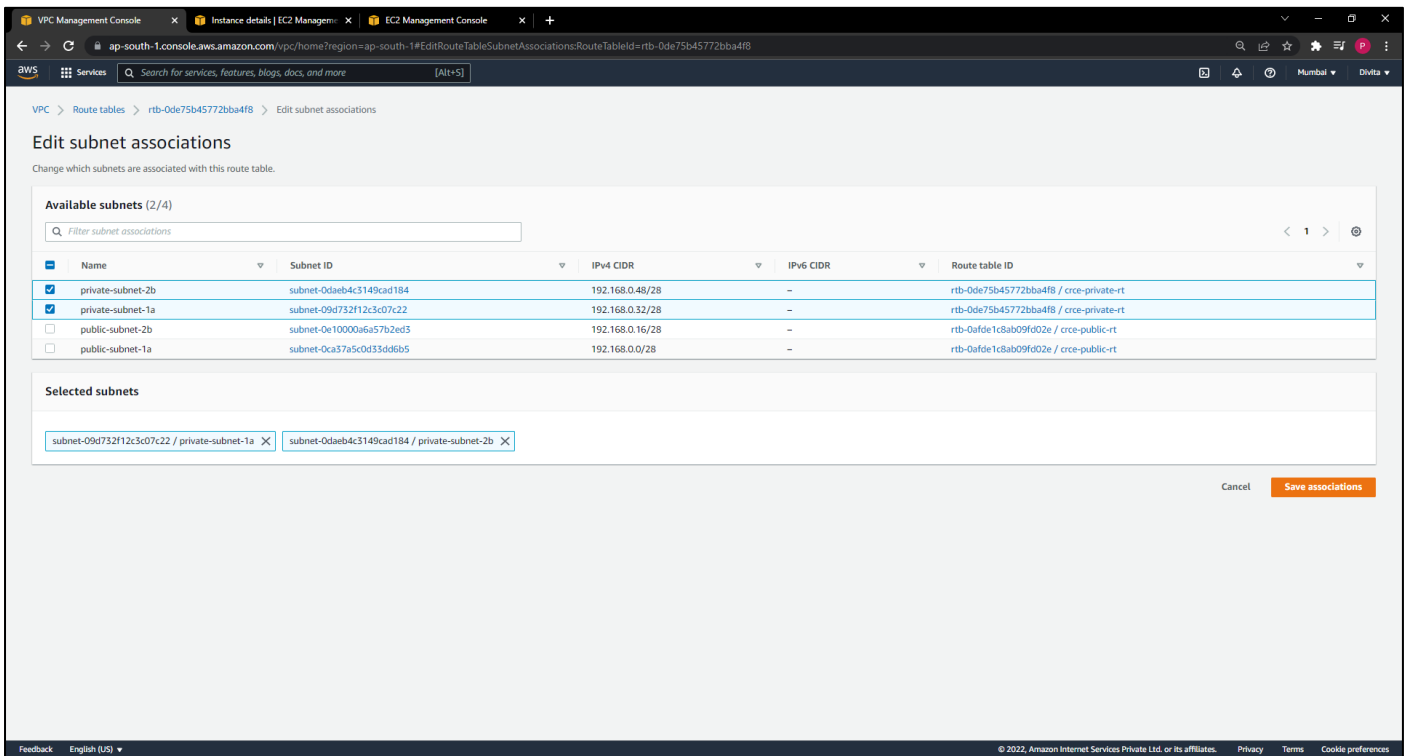 VPC Management Console Instance details | EC2 Manageme EC2 Management Console
ap-south-1.console.aws.amazon.com/vpc/home?region=ap-south-1#EditRouteTableSubnetAssociations:RouteTableId=rtb-0de75b45772bba4f8 P
aws Services Search for services, features, blogs, docs, and more [Alt+S] Mumbai Divita
VPC > Route tables > rtb-0de75b45772bba4f8 > Edit subnet associations
Edit subnet associations
Change which subnets are associated with this route table.
Available subnets (2/4)
Filter subnet associations < 1 >
Name Subnet ID IPv4 CIDR IPv6 CIDR Route table ID
private-subnet-2b subnet-0daeb4c3149cad184 192.168.0.48/28 – rtb-0de75b45772bba4f8 / crce-private-rt
private-subnet-1a subnet-09d732f12c3c07c22 192.168.0.32/28 – rtb-0de75b45772bba4f8 / crce-private-rt
public-subnet-2b subnet-0e10000a6a57b2ed3 192.168.0.16/28 – rtb-0afde1c8ab09fd02e / crce-public-rt
public-subnet-1a subnet-0ca37a5c0d33dd6b5 192.168.0.0/28 – rtb-0afde1c8ab09fd02e / crce-public-rt
Selected subnets
subnet-09d732f12c3c07c22 / private-subnet-1a subnet-0daeb4c3149cad184 / private-subnet-2b
Cancel Save associations
Feedback English (US) © 2022, Amazon Internet Services Private Ltd. or its affiliates. Privacy Terms Cookie preferences